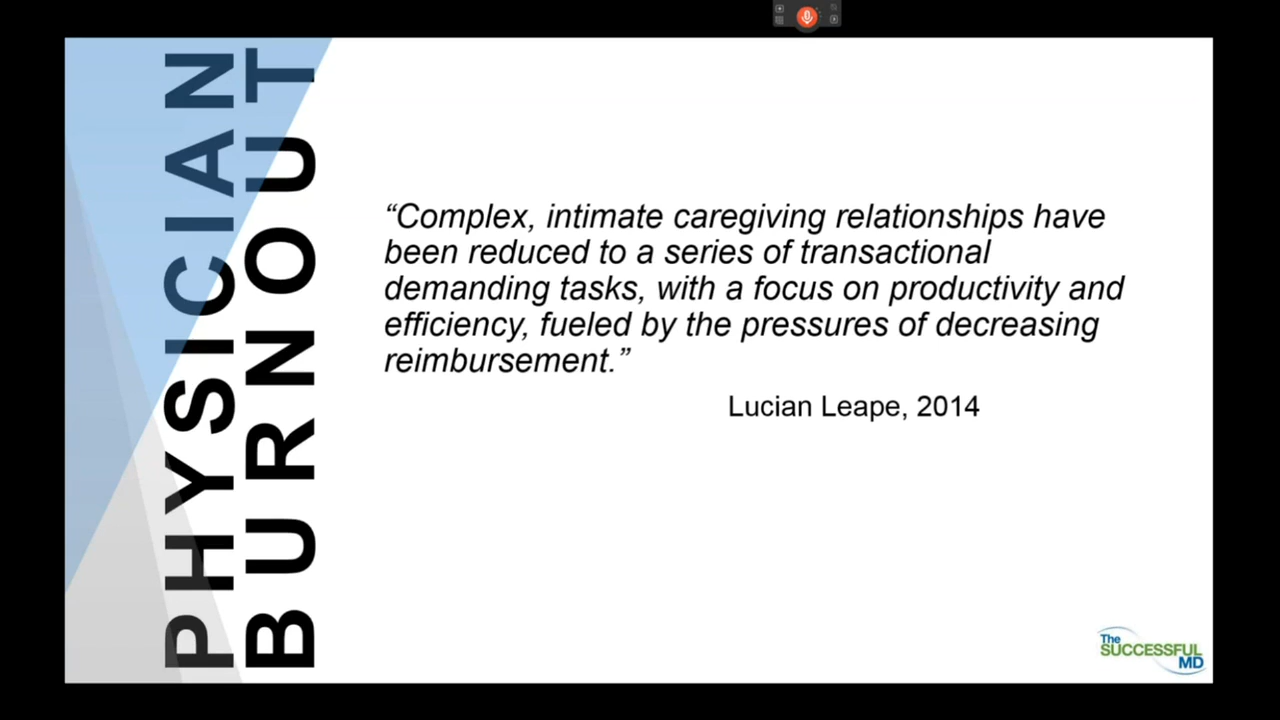 PHYSICIAN
BURNOUT
“Complex, intimate caregiving relationships have
been reduced to a series of transactional
demanding tasks, with a focus on productivity and
efficiency, fueled by the pressures of decreasing
reimbursement.”
Lucian Leape, 2014
The
SUCCESSFUL
MD